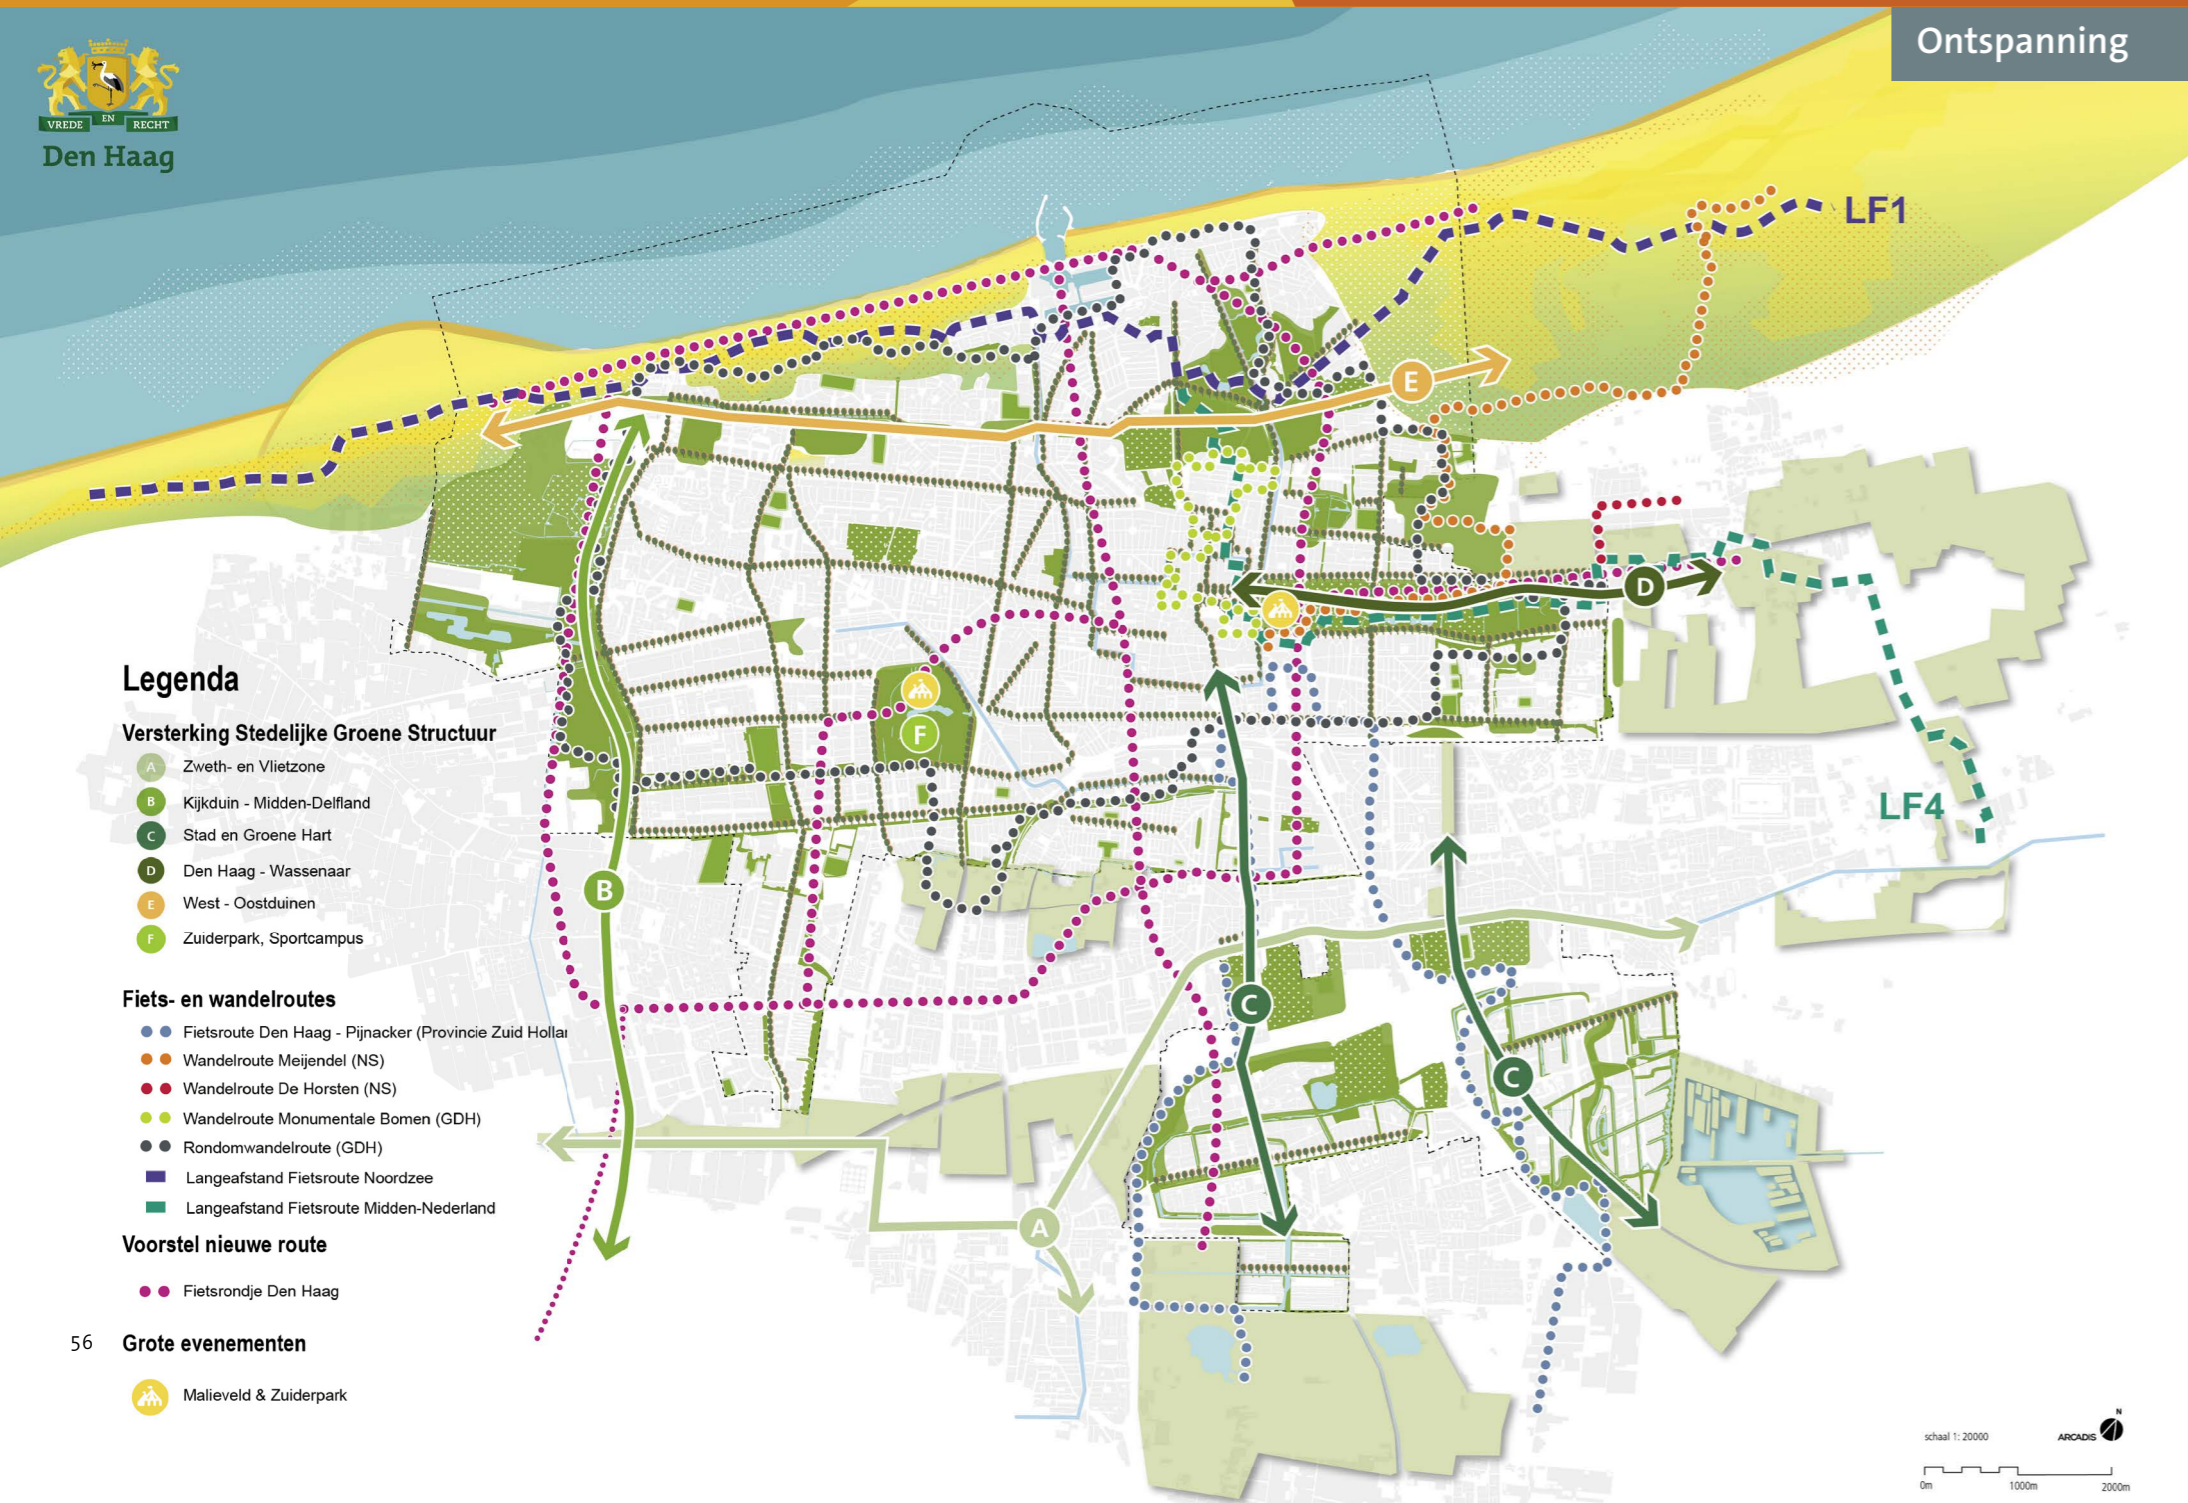 Ontspanning
VREDE EN RECHT
Den Haag
LF1
E
D
LF4
F
B
C
C
A
Legenda
Versterking Stedelijke Groene Structuur
A Zweth- en Vlietzone
B Kijkduin - Midden-Delfland
C Stad en Groene Hart
D Den Haag - Wassenaar
E West - Oostduinen
F Zuiderpark, Sportcampus
Fiets- en wandelroutes
Fietsroute Den Haag - Pijnacker (Provincie Zuid Hollar
Wandelroute Meijendel (NS)
Wandelroute De Horsten (NS)
Wandelroute Monumentale Bomen (GDH)
Rondomwandelroute (GDH)
Langeafstand Fietsroute Noordzee
Langeafstand Fietsroute Midden-Nederland
Voorstel nieuwe route
Fietsrondje Den Haag
56
Grote evenementen
Malieveld & Zuiderpark
N
schaal 1: 20000
ARCADIS
0m 1000m 2000m